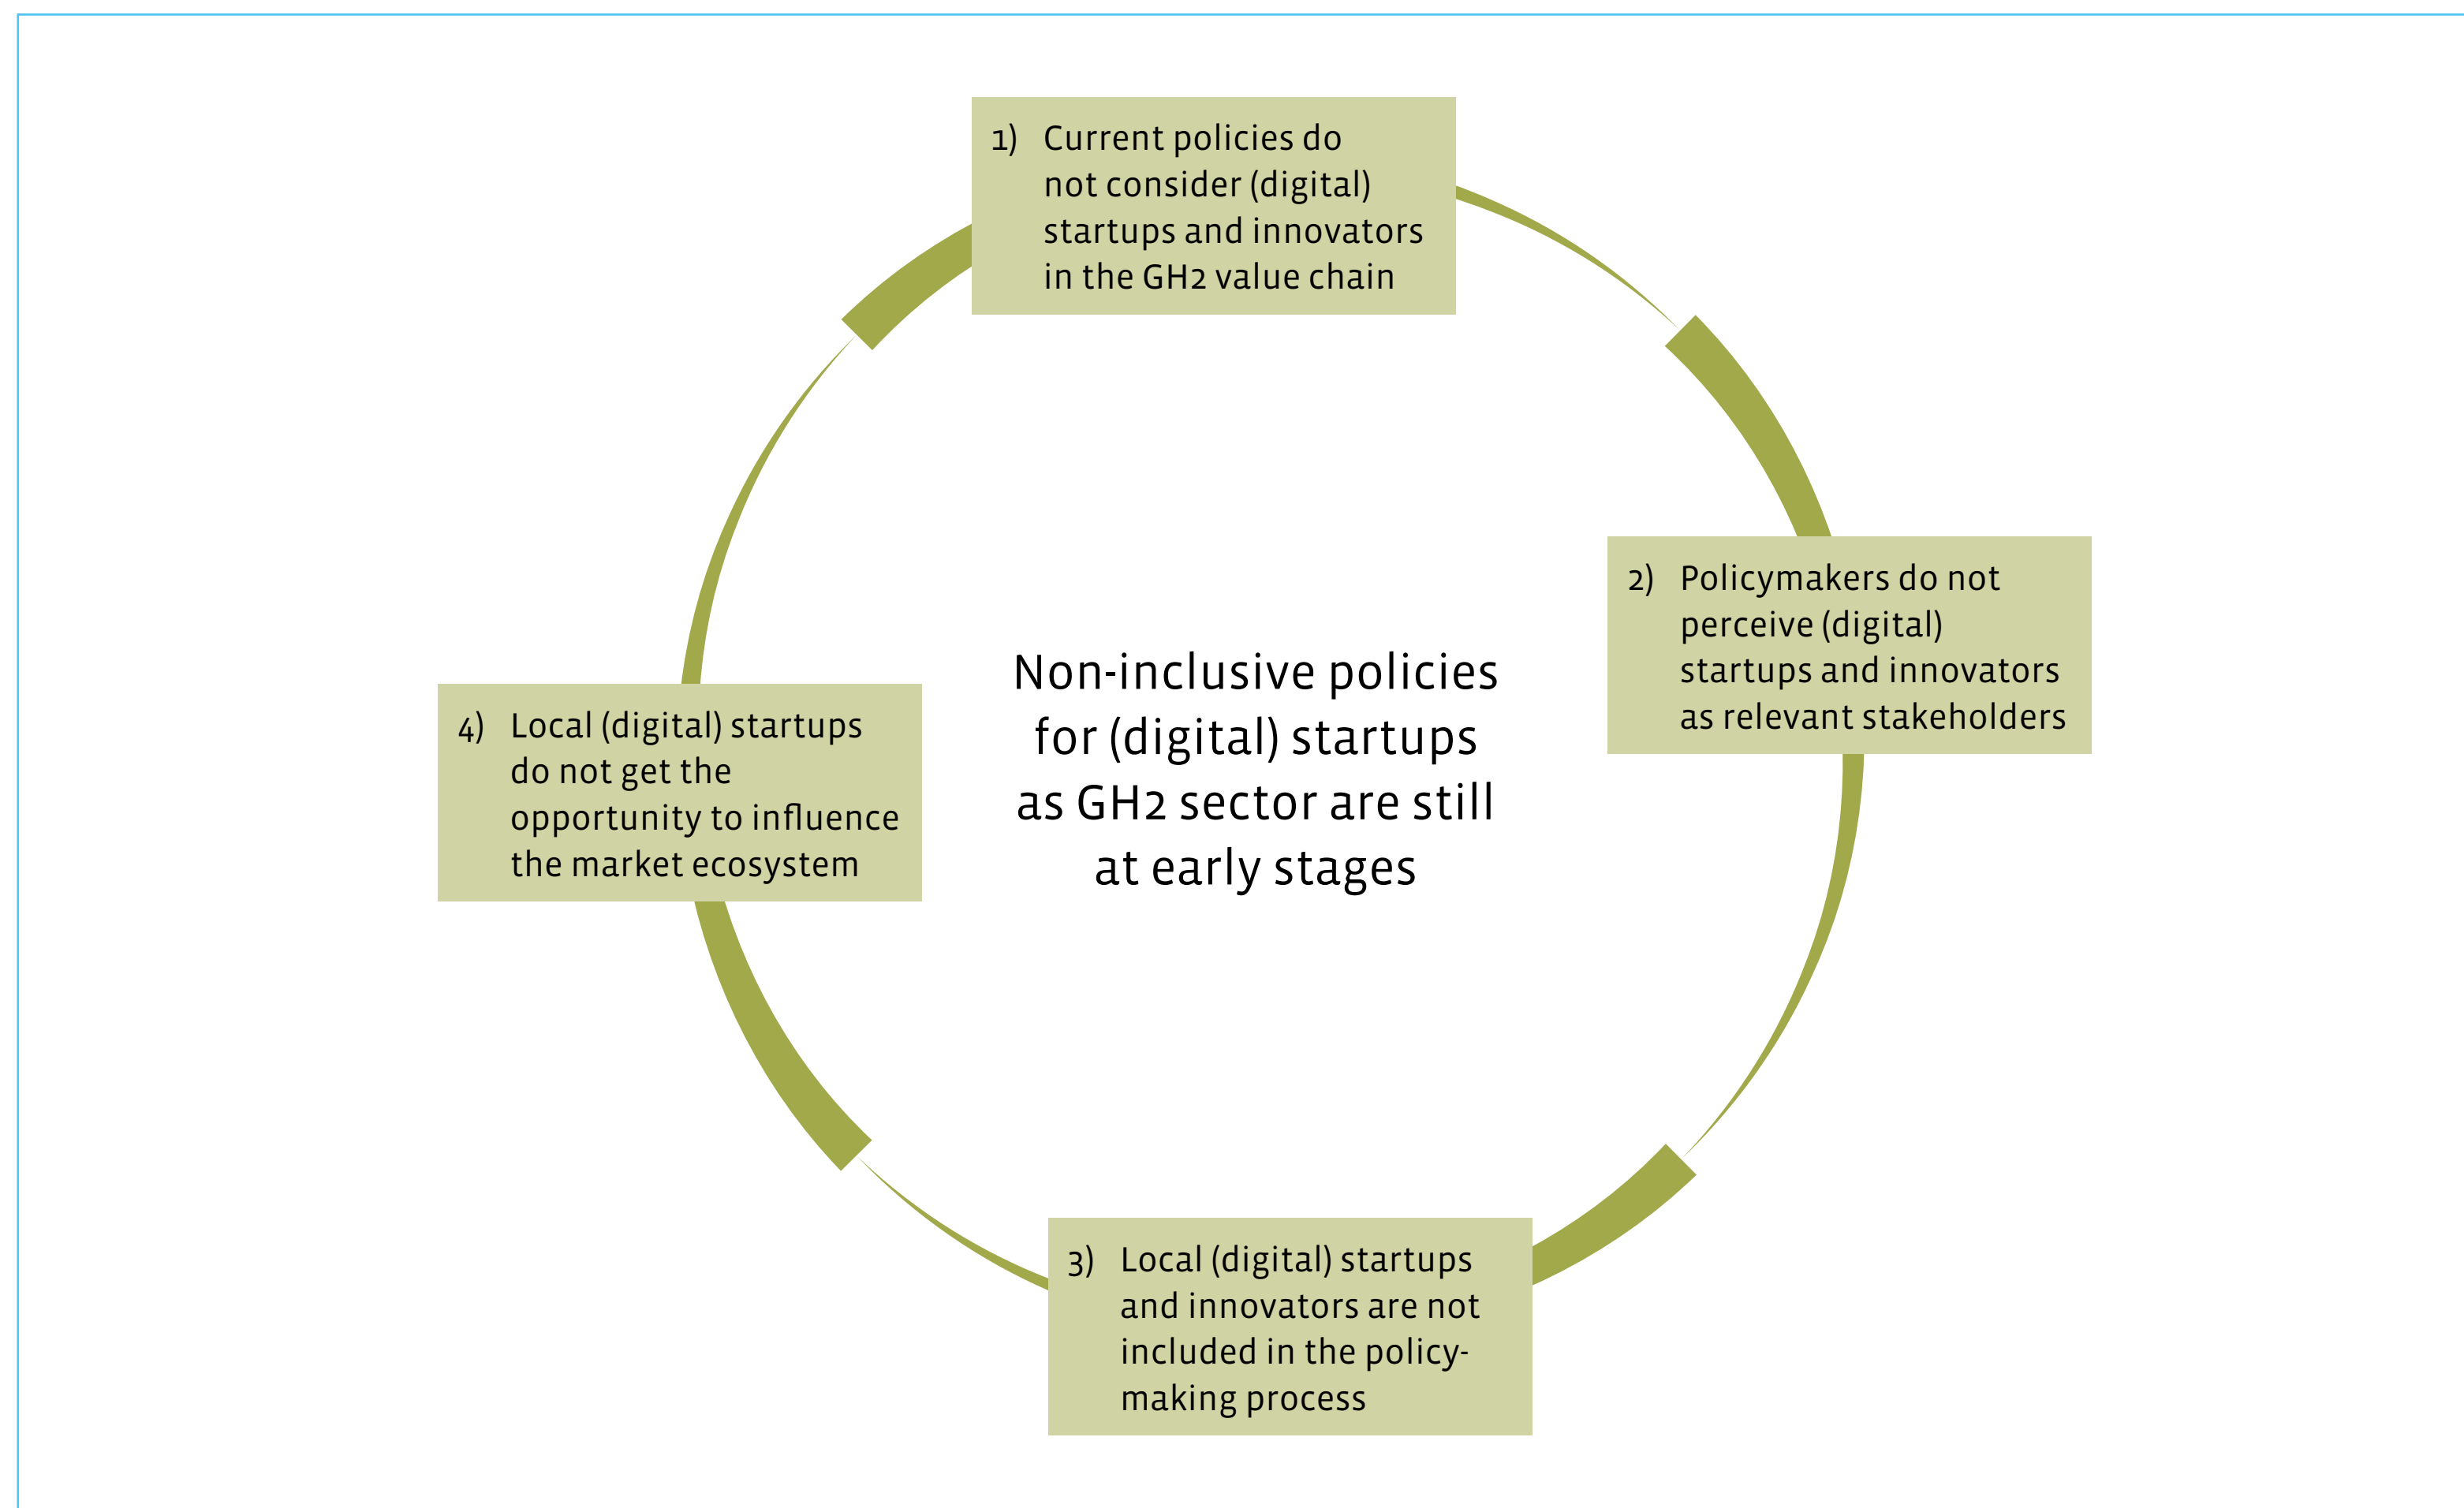 1) Current policies do
not consider (digital)
startups and innovators
in the GH2 value chain
2) Policymakers do not
perceive (digital)
startups and innovators
as relevant stakeholders
3) Local (digital) startups
and innovators are not
included in the policy-
making process
4) Local (digital) startups
do not get the
opportunity to influence
the market ecosystem
Non-inclusive policies
for (digital) startups
as GH2 sector are still
at early stages